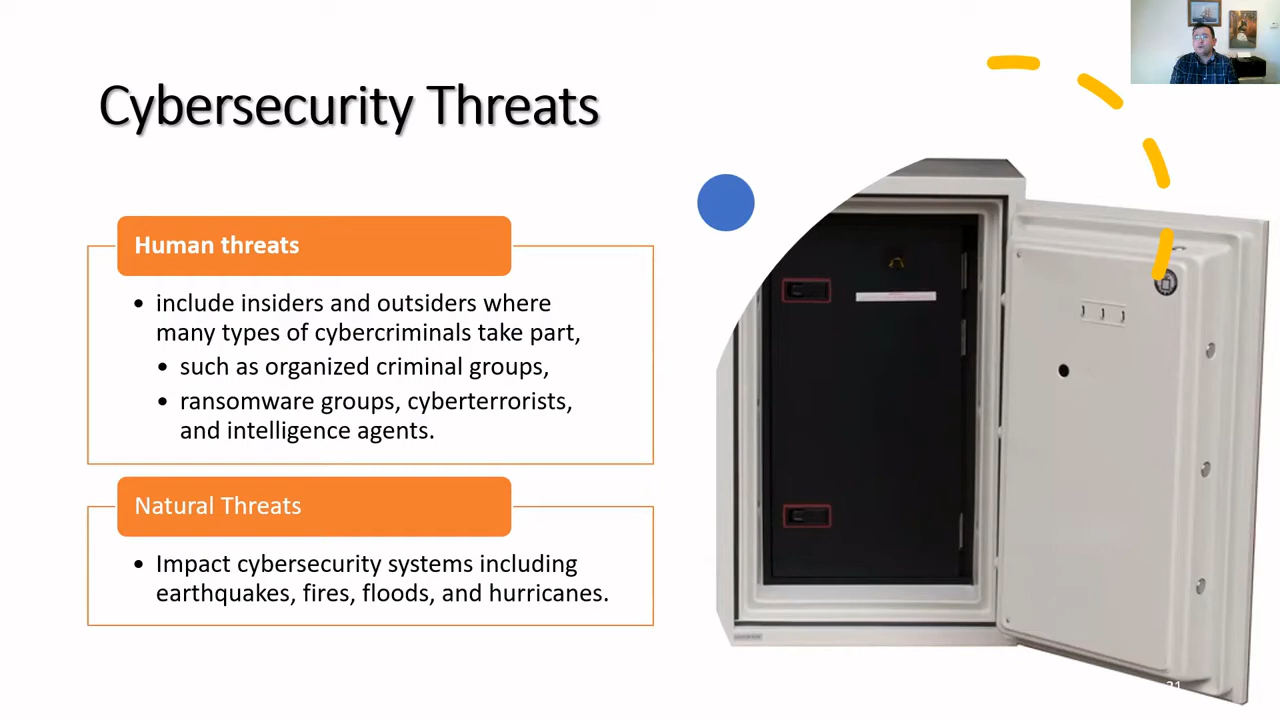 Cybersecurity Threats
Human threats
• include insiders and outsiders where
many types of cybercriminals take part,
• such as organized criminal groups,
• ransomware groups, cyberterrorists,
and intelligence agents.
Natural Threats
• Impact cybersecurity systems including
earthquakes, fires, floods, and hurricanes.
21